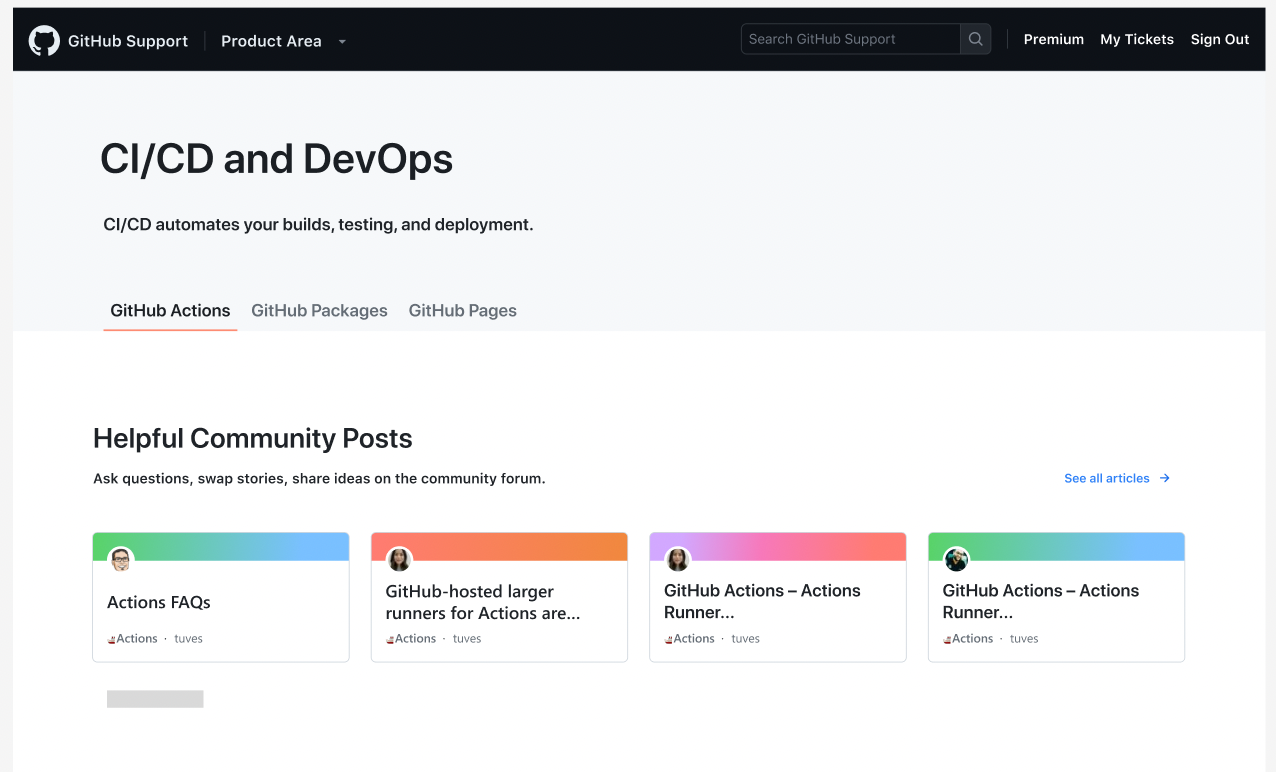 GitHub Support
Product Area
Search GitHub Support
Premium
My Tickets
Sign Out
CI/CD and DevOps
CI/CD automates your builds, testing, and deployment.
GitHub Actions
GitHub Packages
GitHub Pages
Helpful Community Posts
Ask questions, swap stories, share ideas on the community forum.
See all articles →
Actions FAQs
Actions · tuves
GitHub-hosted larger
runners for Actions are...
Actions · tuves
GitHub Actions – Actions
Runner...
Actions · tuves
GitHub Actions – Actions
Runner...
Actions · tuves